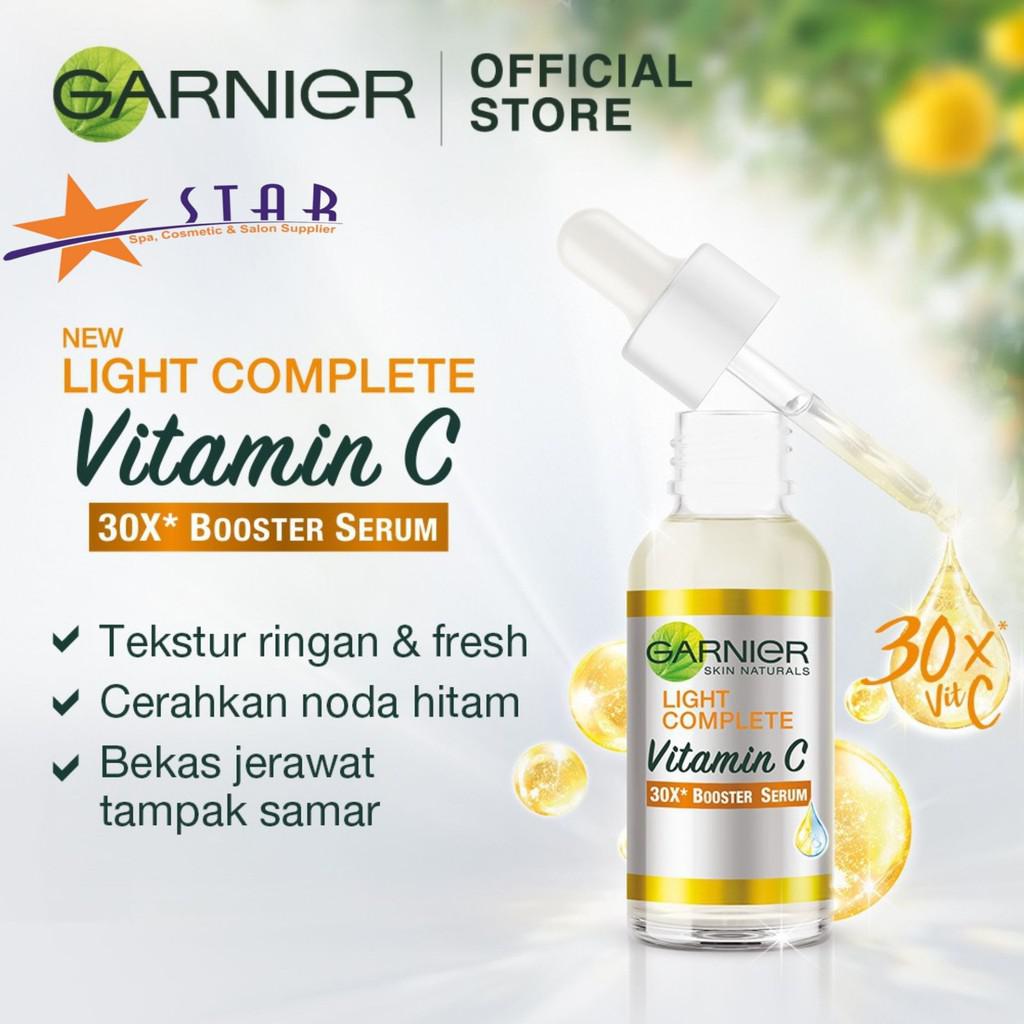 GARNIER
OFFICIAL
STORE
STAR
Spa, Cosmetic & Salon Supplier
NEW
LIGHT COMPLETE
Vitamin C
30X* BOOSTER SERUM
Tekstur ringan & fresh
Cerahkan noda hitam
Bekas jerawat
tampak samar
GARNIER
SKIN NATURALS
LIGHT
COMPLETE
Vitamin C
30X* BOOSTER SERUM
30X*
Vit C